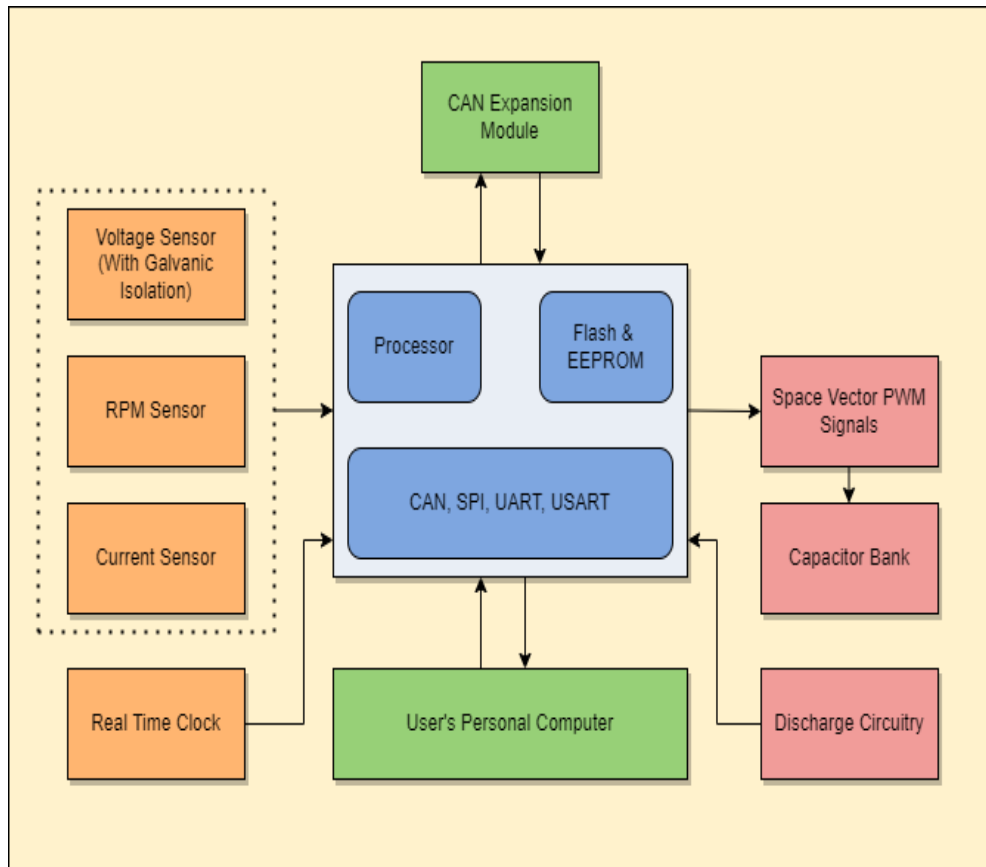 CAN Expansion
Module
Voltage Sensor
(With Galvanic
Isolation)
Processor
Flash &
EEPROM
RPM Sensor
Space Vector PWM
Signals
CAN, SPI, UART, USART
Current Sensor
Capacitor Bank
Real Time Clock
User's Personal Computer
Discharge Circuitry